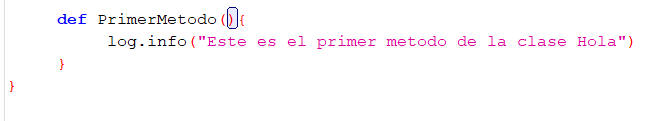 def PrimerMetodo(){
log.info("Este es el primer metodo de la clase Hola")
}
}